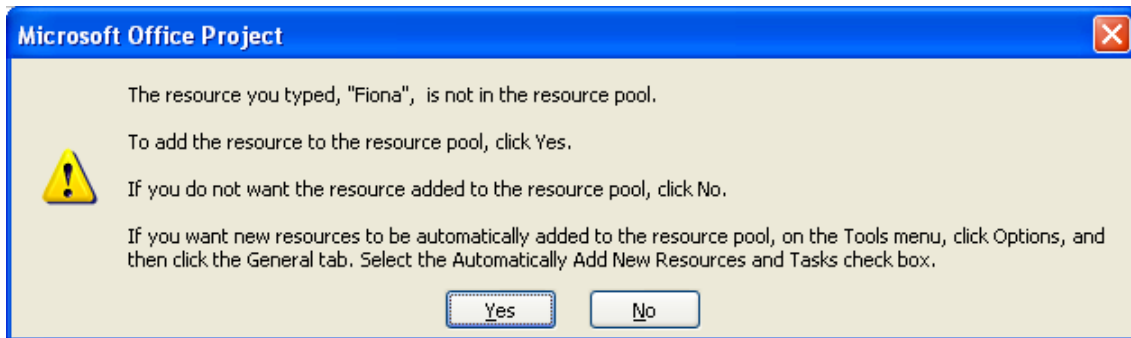 Microsoft Office Project
The resource you typed, "Fiona",  is not in the resource pool.
To add the resource to the resource pool, click Yes.
If you do not want the resource added to the resource pool, click No.
If you want new resources to be automatically added to the resource pool, on the Tools menu, click Options, and
then click the General tab. Select the Automatically Add New Resources and Tasks check box.
Yes
No